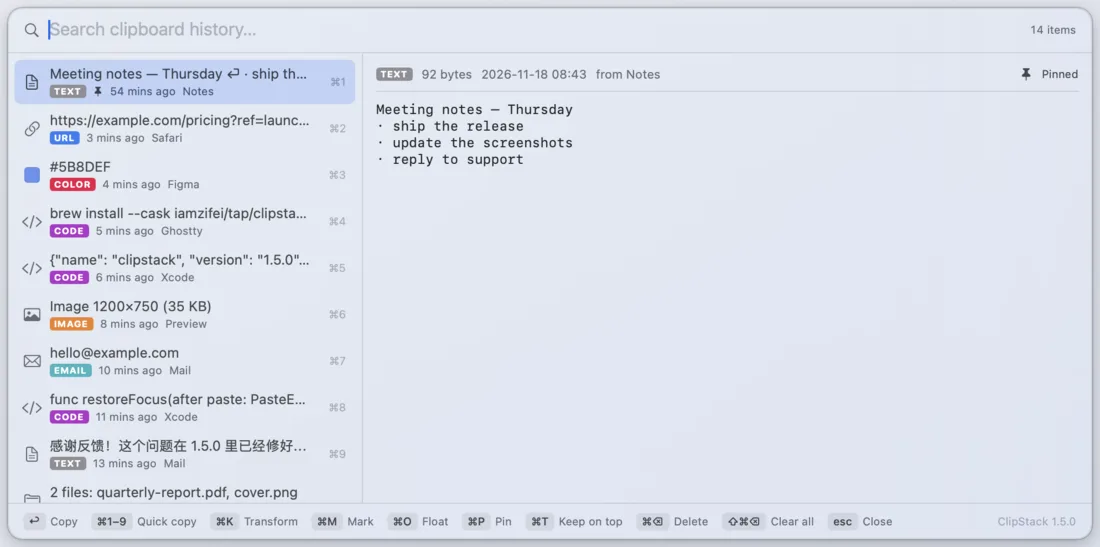 Search clipboard history...
14 items
Meeting notes — Thursday ⏎ · ship th...
TEXT 54 mins ago Notes
⌘1
https://example.com/pricing?ref=launc...
URL 3 mins ago Safari
⌘2
#5B8DEF
COLOR 4 mins ago Figma
⌘3
brew install --cask iamzifei/tap/clipsta...
CODE 5 mins ago Ghostty
⌘4
{"name": "clipstack", "version": "1.5.0"...
CODE 6 mins ago Xcode
⌘5
Image 1200×750 (35 KB)
IMAGE 8 mins ago Preview
⌘6
hello@example.com
EMAIL 10 mins ago Mail
⌘7
func restoreFocus(after paste: PasteE...
CODE 11 mins ago Xcode
⌘8
感谢反馈！这个问题在 1.5.0 里已经修好...
TEXT 13 mins ago Mail
⌘9
2 files: quarterly-report.pdf, cover.png
TEXT 92 bytes 2026-11-18 08:43 from Notes
Pinned
Meeting notes — Thursday
· ship the release
· update the screenshots
· reply to support
⏎ Copy ⌘1–9 Quick copy ⌘K Transform ⌘M Mark ⌘O Float ⌘P Pin ⌘T Keep on top ⌘⌫ Delete ⇧⌘⌫ Clear all esc Close
ClipStack 1.5.0